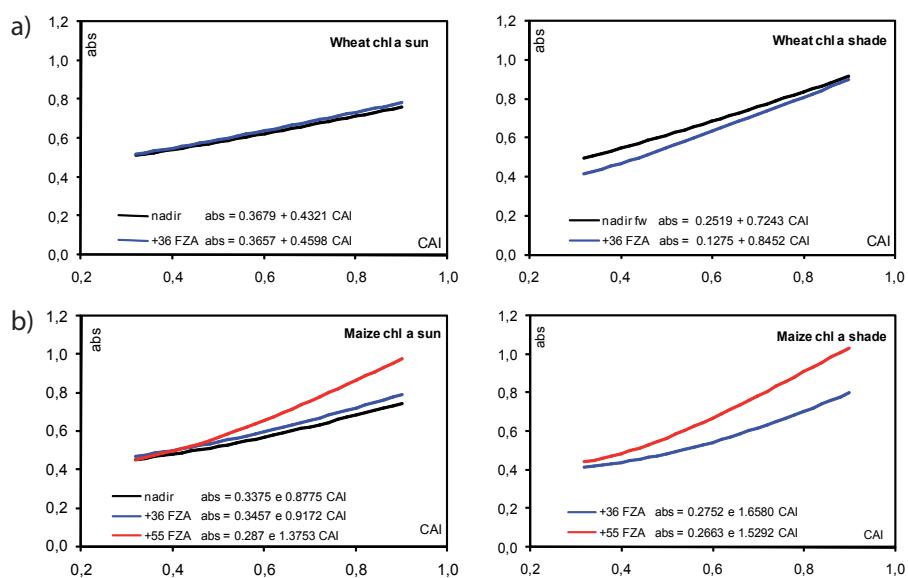 a)
abs
Wheat chl a sun
1,2
1,0
0,8
0,6
0,4
0,2
0,0
nadir abs = 0.3679 + 0.4321 CAI
+36 FZA abs = 0.3657 + 0.4598 CAI
CAI
0,2 0,4 0,6 0,8 1,0
abs
Wheat chl a shade
1,2
1,0
0,8
0,6
0,4
0,2
0,0
nadir fw abs = 0.2519 + 0.7243 CAI
+36 FZA abs = 0.1275 + 0.8452 CAI
CAI
0,2 0,4 0,6 0,8 1,0
b)
abs
Maize chl a sun
1,2
1,0
0,8
0,6
0,4
0,2
0,0
nadir abs = 0.3375 e 0.8775 CAI
+36 FZA abs = 0.3457 e 0.9172 CAI
+55 FZA abs = 0.287 e 1.3753 CAI
CAI
0,2 0,4 0,6 0,8 1,0
abs
Maize chl a shade
1,2
1,0
0,8
0,6
0,4
0,2
0,0
+36 FZA abs = 0.2752 e 1.6580 CAI
+55 FZA abs = 0.2663 e 1.5292 CAI
CAI
0,2 0,4 0,6 0,8 1,0